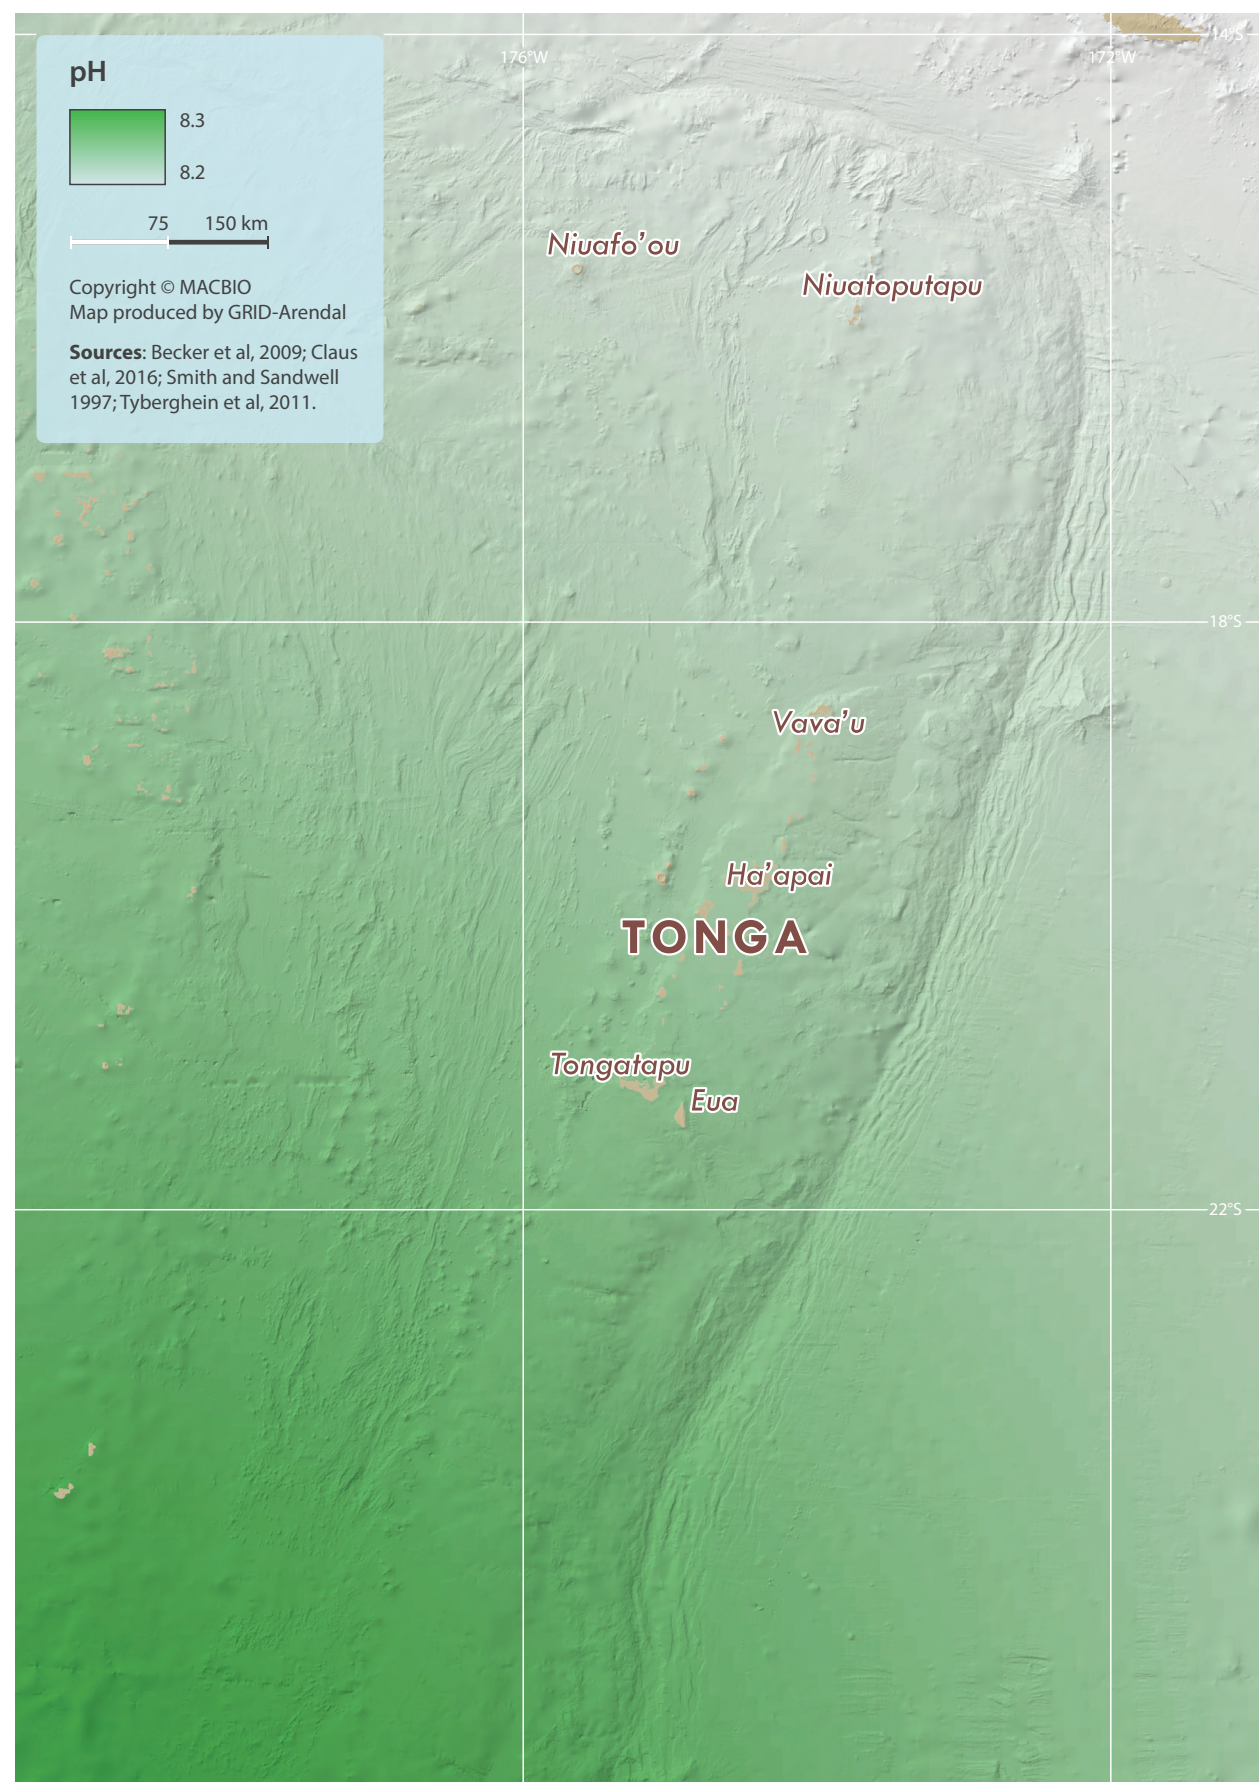 pH
8.3
8.2
75 150 km
Copyright © MACBIO
Map produced by GRID-Arendal
Sources: Becker et al, 2009; Claus
et al, 2016; Smith and Sandwell
1997; Tyberghein et al, 2011.
14°S
176°W
172°W
Niuafo’ou
Niuatoputapu
18°S
Vava’u
Ha’apai
TONGA
Tongatapu
Eua
22°S